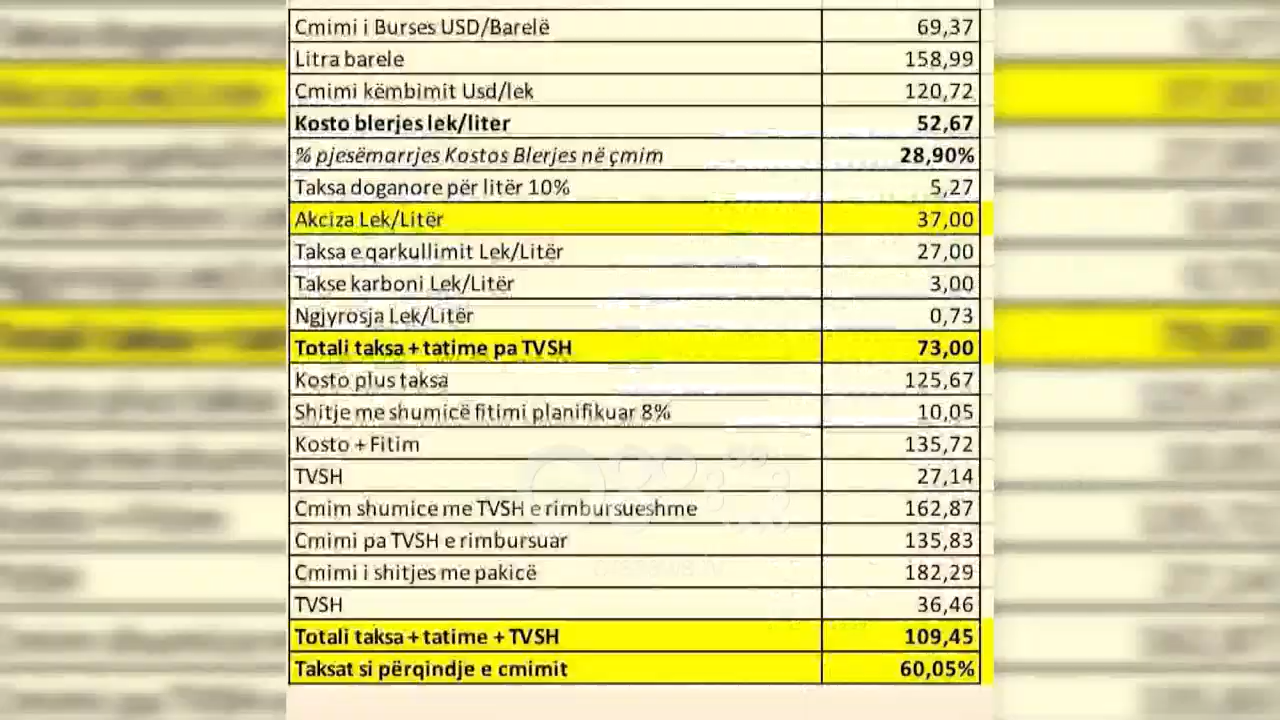 Cmimi i Burses USD/Barelë 69,37
Litra barele 158,99
Cmimi këmbimit Usd/lek 120,72
Kosto blerjes lek/liter 52,67
% pjesëmarrjes Kostos Blerjes në çmim 28,90%
Taksa doganore për litër 10% 5,27
Akciza Lek/Litër 37,00
Taksa e qarkullimit Lek/Litër 27,00
Takse karboni Lek/Litër 3,00
Ngjyrosja Lek/Litër 0,73
Totali taksa + tatime pa TVSH 73,00
Kosto plus taksa 125,67
Shitje me shumicë fitimi planifikuar 8% 10,05
Kosto + Fitim 135,72
TVSH 27,14
Cmim shumice me TVSH e rimbursueshme 162,87
Cmimi pa TVSH e rimbursuar 135,83
Cmimi i shitjes me pakicë 182,29
TVSH 36,46
Totali taksa + tatime + TVSH 109,45
Taksat si përqindje e cmimit 60,05%